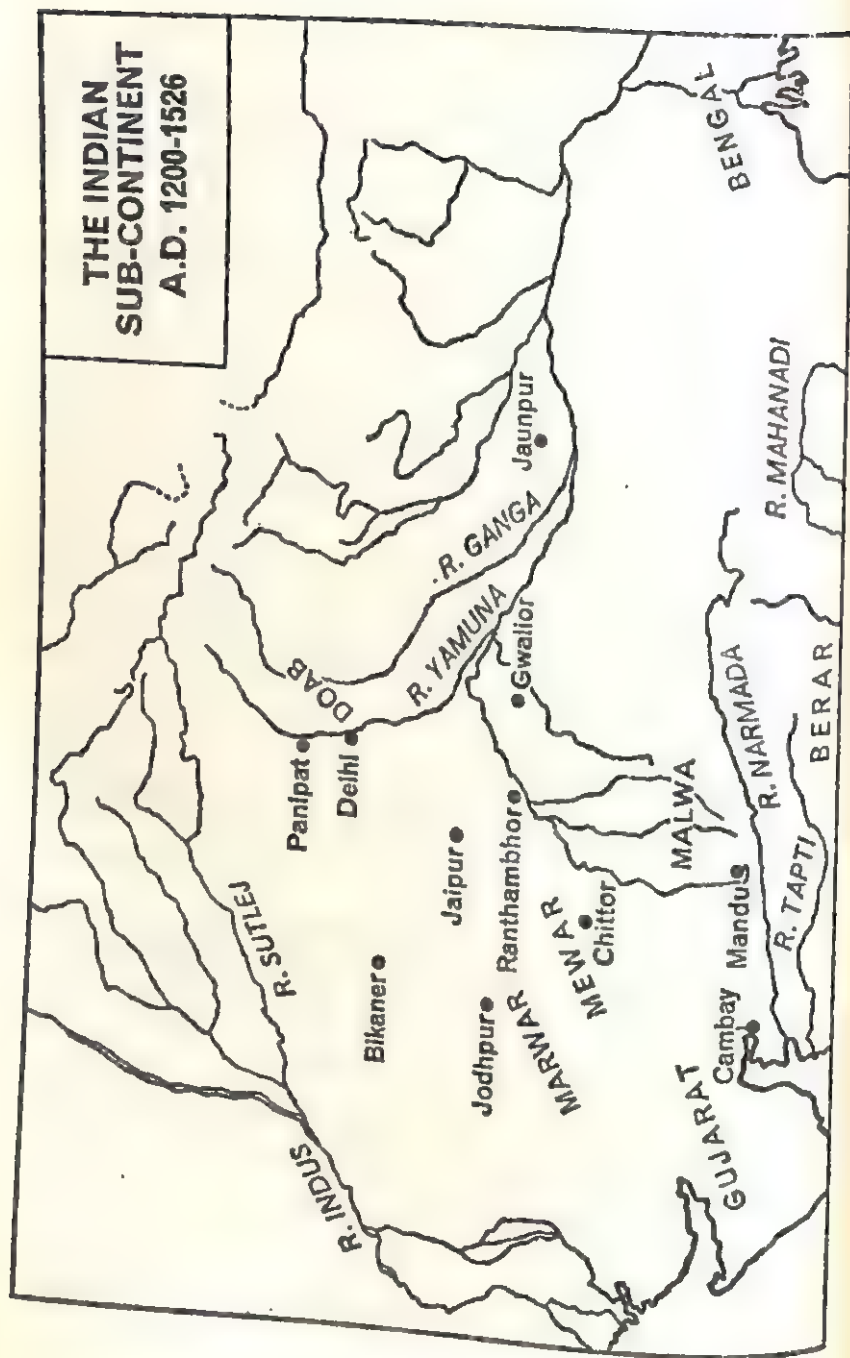 THE INDIAN
SUB-CONTINENT
A.D. 1200-1526
R. INDUS
R. SUTLEJ
Panipat
Delhi
DOAB
R. GANGA
R. YAMUNA
Jaunpur
Gwalior
Bikaner
Jaipur
Jodhpur
Ranthambhor
MARWAR
MEWAR
Chittor
MALWA
Mandus
GUJARAT
Cambay
R. NARMADA
R. TAPTI
BERAR
R. MAHANADI
BENGAL